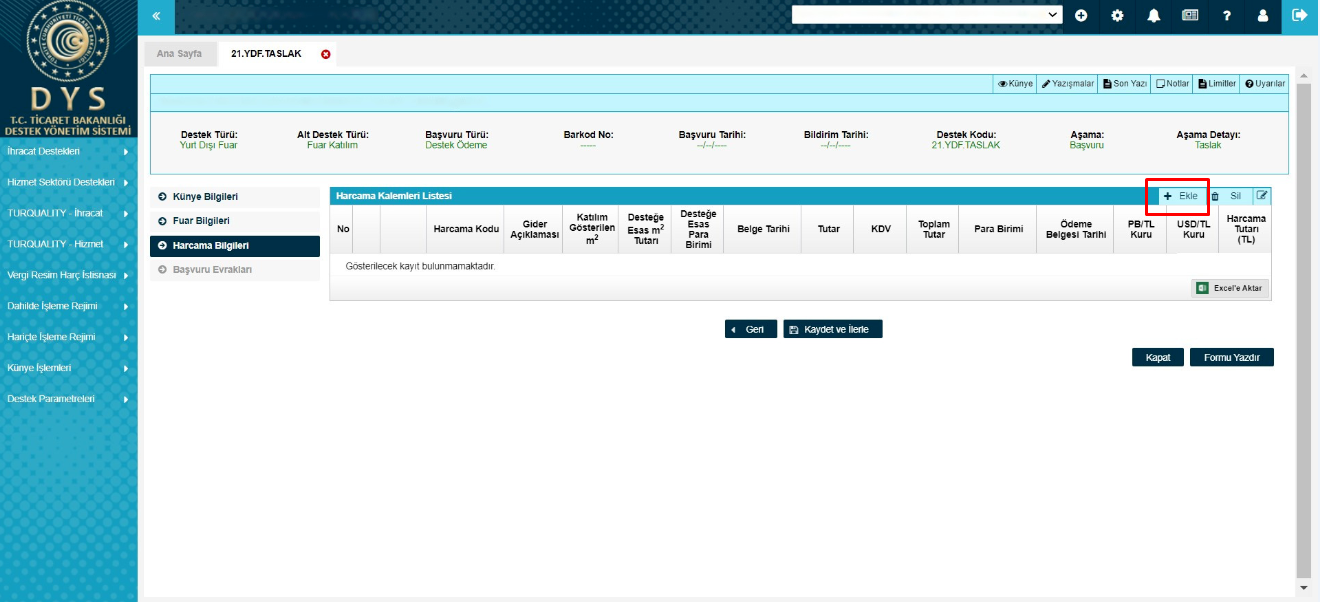 TÜRKİYE CUMHURİYETİ
TİCARET BAKANLIĞI
DYS
T.C. TİCARET BAKANLIĞI
DESTEK YÖNETİM SİSTEMİ
İhracat Destekleri
Hizmet Sektörü Destekleri
TURQUALITY - İhracat
TURQUALITY - Hizmet
Vergi Resim Harç İstisnası
Dahilde İşleme Rejimi
Hariçte İşleme Rejimi
Künye İşlemleri
Destek Parametreleri
Ana Sayfa 21.YDF.TASLAK
Künye Yazışmalar Son Yazı Notlar Limitler Uyarılar
Destek Türü: Alt Destek Türü: Başvuru Türü: Barkod No: Başvuru Tarihi: Bildirim Tarihi: Destek Kodu: Aşama: Aşama Detayı:
Yurt Dışı Fuar Fuar Katılım Destek Ödeme ----- --/--/---- --/--/---- 21.YDF.TASLAK Başvuru Taslak
Künye Bilgileri
Fuar Bilgileri
Harcama Bilgileri
Başvuru Evrakları
Harcama Kalemleri Listesi + Ekle Sil
No Harcama Kodu Gider Açıklaması Katılım Gösterilen m2 Desteğe Esas m2 Tutarı Desteğe Esas Para Birimi Belge Tarihi Tutar KDV Toplam Tutar Para Birimi Ödeme Belgesi Tarihi PB/TL Kuru USD/TL Kuru Harcama Tutarı (TL)
Gösterilecek kayıt bulunmamaktadır.
Excel'e Aktar
Geri Kaydet ve İlerle
Kapat Formu Yazdır